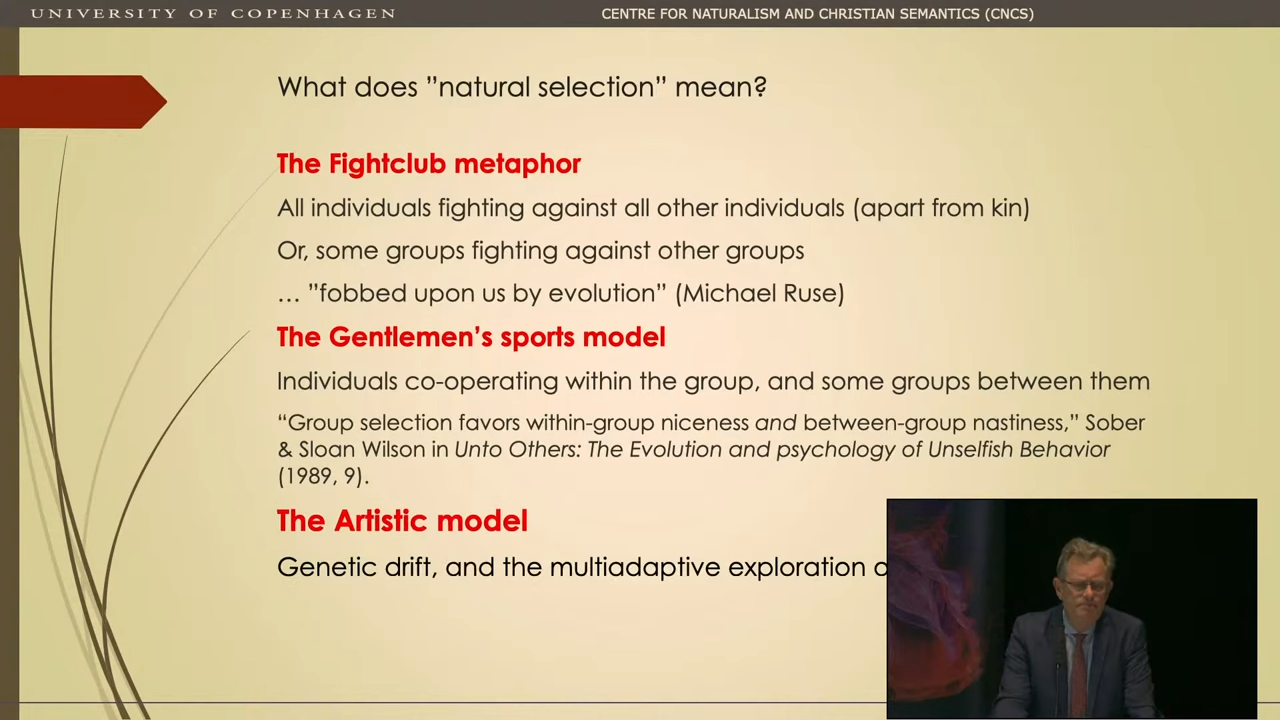 UNIVERSITY OF COPENHAGEN
CENTRE FOR NATURALISM AND CHRISTIAN SEMANTICS (CNCS)
What does ”natural selection” mean?
The Fightclub metaphor
All individuals fighting against all other individuals (apart from kin)
Or, some groups fighting against other groups
… ”fobbed upon us by evolution” (Michael Ruse)
The Gentlemen’s sports model
Individuals co-operating within the group, and some groups between them
“Group selection favors within-group niceness and between-group nastiness,” Sober
& Sloan Wilson in Unto Others: The Evolution and psychology of Unselfish Behavior
(1989, 9).
The Artistic model
Genetic drift, and the multiadaptive exploration